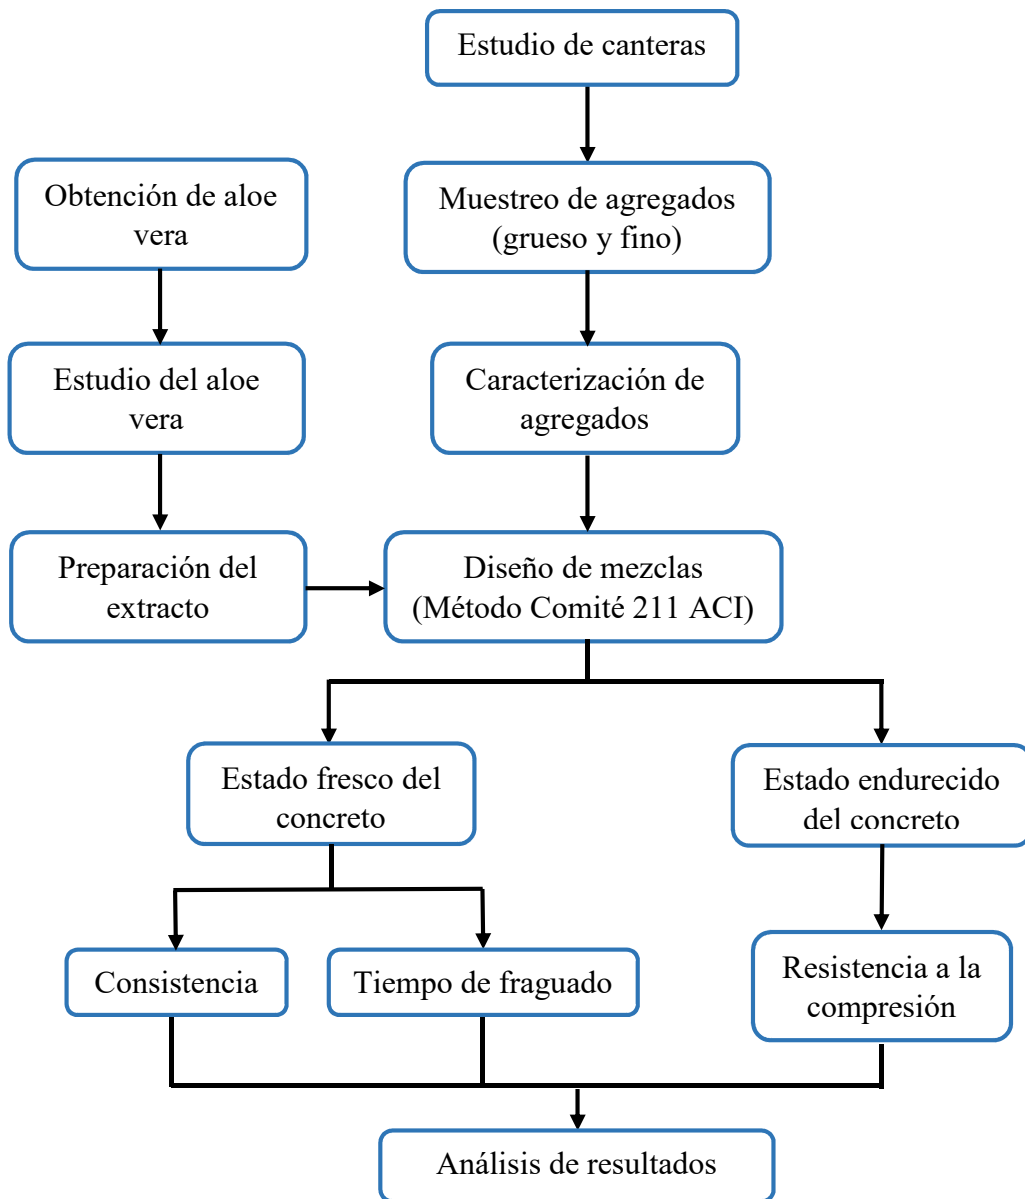 Estudio de canteras
Obtención de aloe
vera
Muestreo de agregados
(grueso y fino)
Estudio del aloe
vera
Caracterización de
agregados
Preparación del
extracto
Diseño de mezclas
(Método Comité 211 ACI)
Estado fresco del
concreto
Estado endurecido
del concreto
Consistencia
Tiempo de fraguado
Resistencia a la
compresión
Análisis de resultados